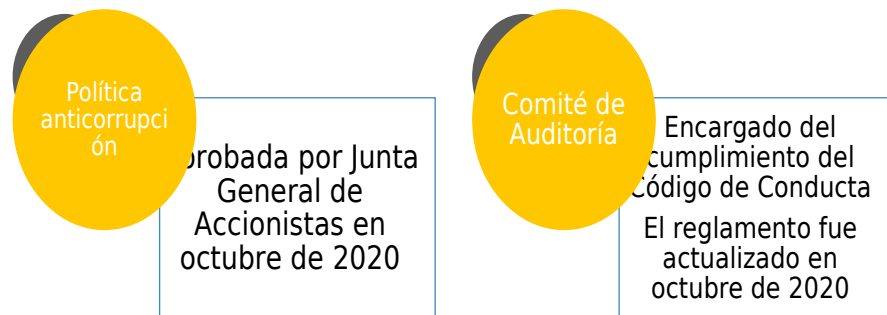 Política
anticorrupci
ón
probada por Junta
General de
Accionistas en
octubre de 2020
Comité de
Auditoría
Encargado del
cumplimiento del
Código de Conducta
El reglamento fue
actualizado en
octubre de 2020